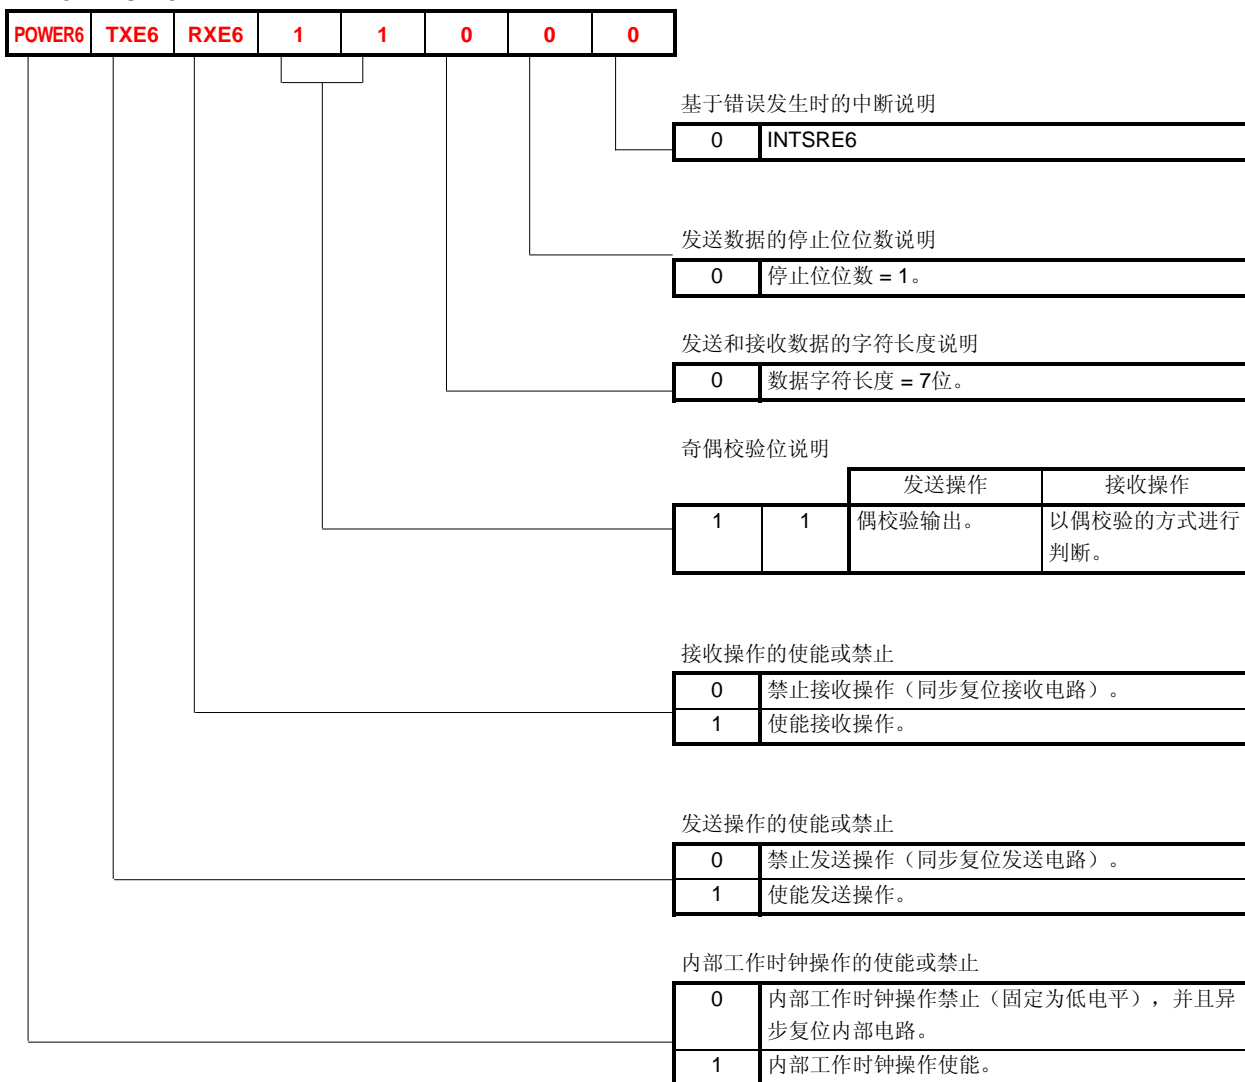 POWER6 TXE6 RXE6 1 1 0 0 0
基于错误发生时的中断说明
0 INTSRE6
发送数据的停止位位数说明
0 停止位位数 = 1。
发送和接收数据的字符长度说明
0 数据字符长度 = 7位。
奇偶校验位说明
发送操作 接收操作
1 1 偶校验输出。 以偶校验的方式进行
判断。
接收操作的使能或禁止
0 禁止接收操作（同步复位接收电路）。
1 使能接收操作。
发送操作的使能或禁止
0 禁止发送操作（同步复位发送电路）。
1 使能发送操作。
内部工作时钟操作的使能或禁止
0 内部工作时钟操作禁止（固定为低电平），并且异
步复位内部电路。
1 内部工作时钟操作使能。